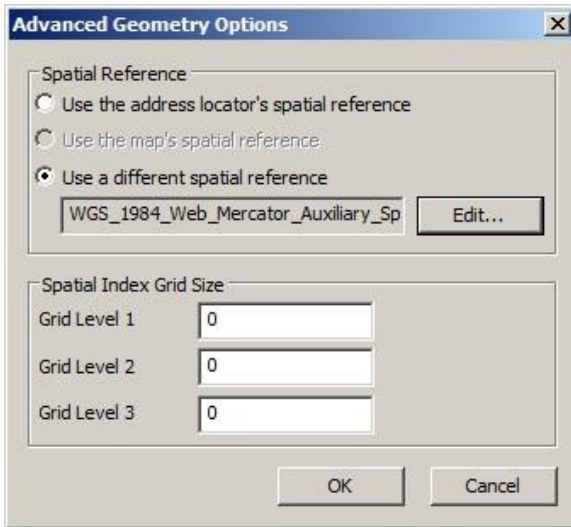 Advanced Geometry Options
Spatial Reference
Use the address locator's spatial reference
Use the map's spatial reference
Use a different spatial reference
WGS_1984_Web_Mercator_Auxiliary_Sp
Edit...
Spatial Index Grid Size
Grid Level 1 0
Grid Level 2 0
Grid Level 3 0
OK Cancel